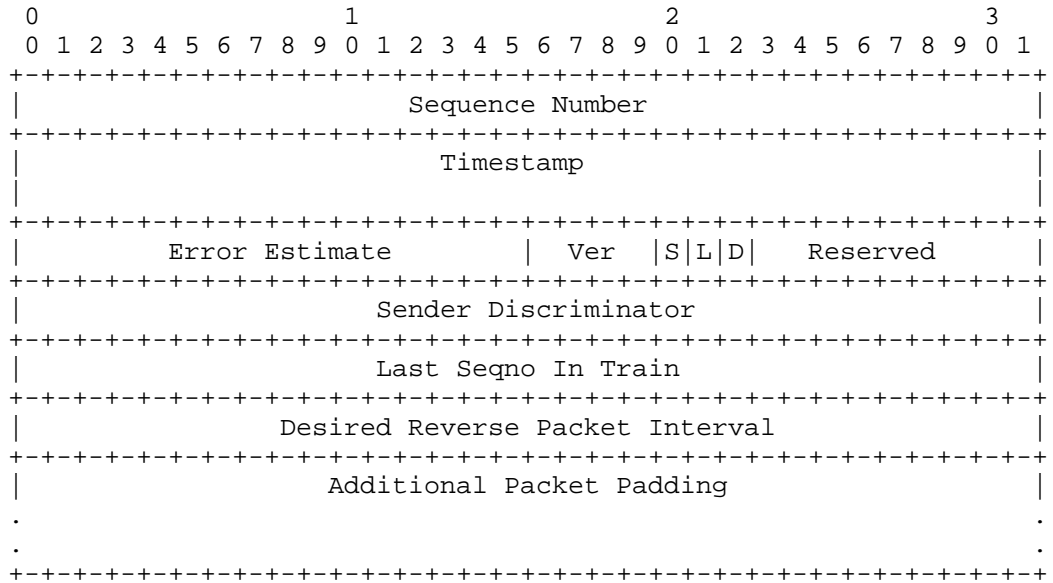 0                   1                   2                   3
 0 1 2 3 4 5 6 7 8 9 0 1 2 3 4 5 6 7 8 9 0 1 2 3 4 5 6 7 8 9 0 1
+-+-+-+-+-+-+-+-+-+-+-+-+-+-+-+-+-+-+-+-+-+-+-+-+-+-+-+-+-+-+-+-+
|                        Sequence Number                        |
+-+-+-+-+-+-+-+-+-+-+-+-+-+-+-+-+-+-+-+-+-+-+-+-+-+-+-+-+-+-+-+-+
|                          Timestamp                            |
|                                                               |
+-+-+-+-+-+-+-+-+-+-+-+-+-+-+-+-+-+-+-+-+-+-+-+-+-+-+-+-+-+-+-+-+
|         Error Estimate        |  Ver  |S|L|D|   Reserved      |
+-+-+-+-+-+-+-+-+-+-+-+-+-+-+-+-+-+-+-+-+-+-+-+-+-+-+-+-+-+-+-+-+
|                      Sender Discriminator                     |
+-+-+-+-+-+-+-+-+-+-+-+-+-+-+-+-+-+-+-+-+-+-+-+-+-+-+-+-+-+-+-+-+
|                      Last Seqno In Train                      |
+-+-+-+-+-+-+-+-+-+-+-+-+-+-+-+-+-+-+-+-+-+-+-+-+-+-+-+-+-+-+-+-+
|                Desired Reverse Packet Interval                |
+-+-+-+-+-+-+-+-+-+-+-+-+-+-+-+-+-+-+-+-+-+-+-+-+-+-+-+-+-+-+-+-+
|                   Additional Packet Padding                   |
.                                                               .
.                                                               .
+-+-+-+-+-+-+-+-+-+-+-+-+-+-+-+-+-+-+-+-+-+-+-+-+-+-+-+-+-+-+-+-+